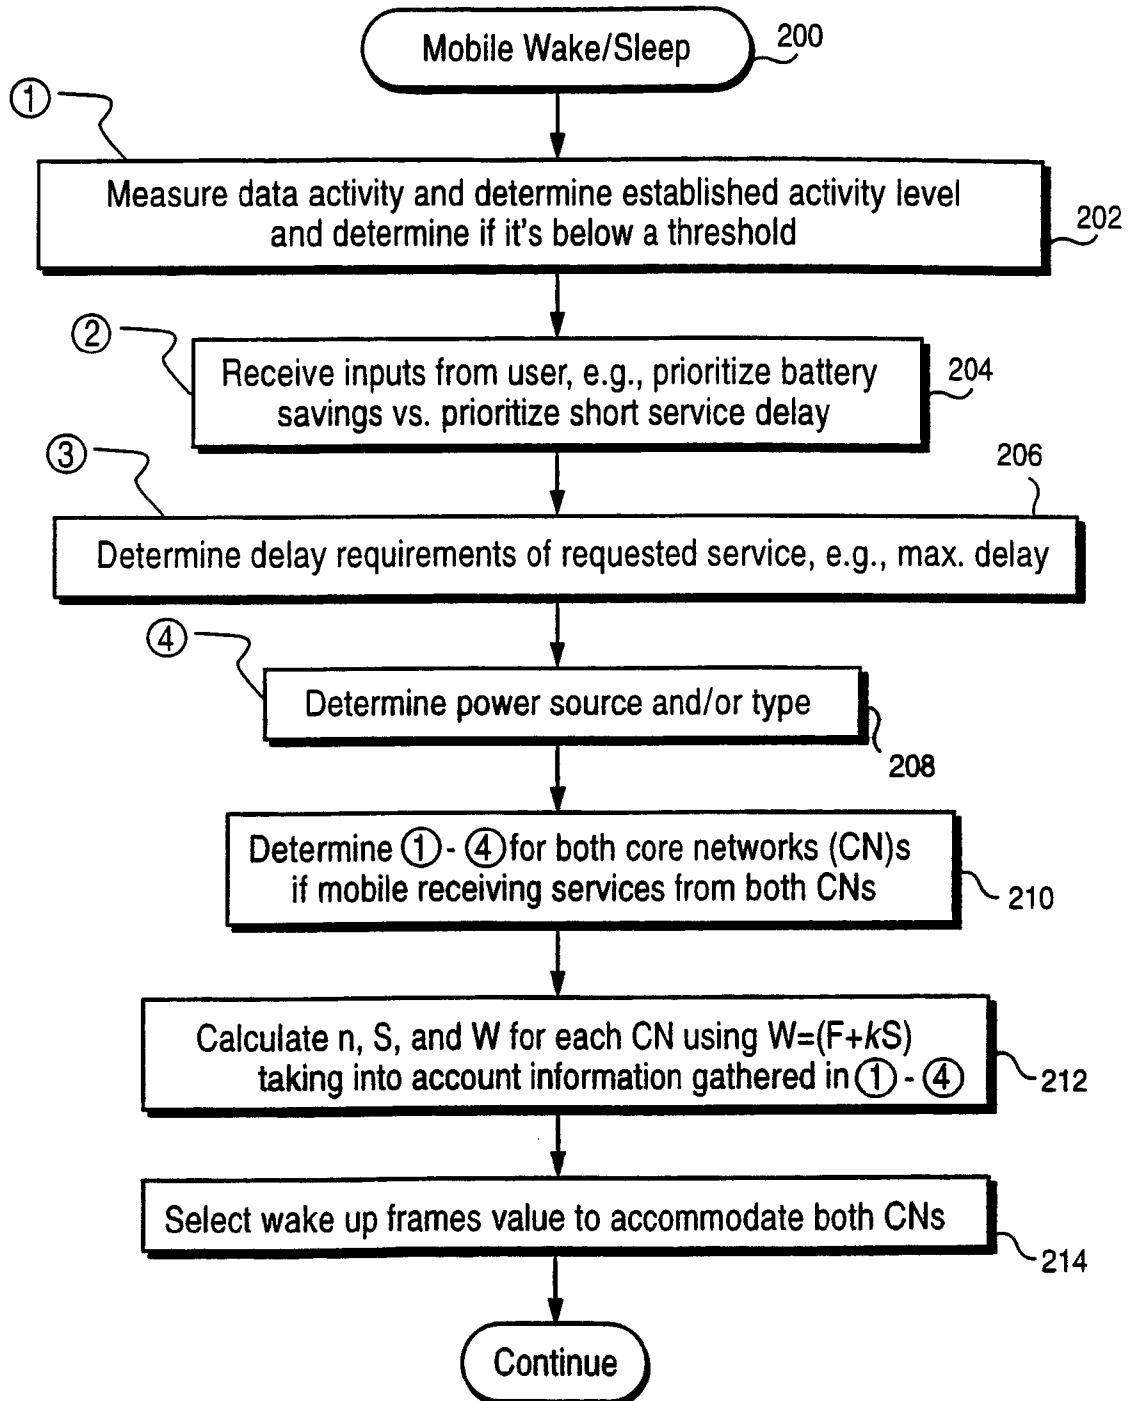 Mobile Wake/Sleep
200
①
Measure data activity and determine established activity level
and determine if it's below a threshold
202
②
Receive inputs from user, e.g., prioritize battery
savings vs. prioritize short service delay
204
③
206
Determine delay requirements of requested service, e.g., max. delay
④
Determine power source and/or type
208
Determine ① - ④ for both core networks (CN)s
if mobile receiving services from both CNs
210
Calculate n, S, and W for each CN using W=(F+kS)
taking into account information gathered in ① - ④
212
Select wake up frames value to accommodate both CNs
214
Continue